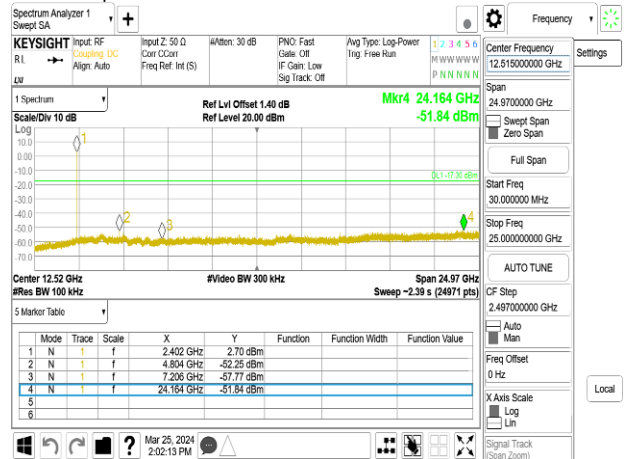 Spectrum Analyzer 1
Swept SA
+
Frequency
KEYSIGHT
Input: RF
Input Z: 50 Ω
#Atten: 30 dB
PNO: Fast
Avg Type: Log-Power
1 2 3 4 5 6
R L
Coupling: DC
Corr CCorr
Gate: Off
Trig: Free Run
M W W W W W
Align: Auto
Freq Ref: Int (S)
IF Gain: Low
P N N N N N
Sig Track: Off
LXI
Center Frequency
12.515000000 GHz
Settings
1 Spectrum
Ref Lvl Offset 1.40 dB
Mkr4 24.164 GHz
Scale/Div 10 dB
Ref Level 20.00 dBm
-51.84 dBm
Log
10.0
0.00
-10.0
-20.0
-30.0
-40.0
-50.0
-60.0
-70.0
1
2
3
4
DL1 -17.30 dBm
Center 12.52 GHz
#Video BW 300 kHz
Span 24.97 GHz
#Res BW 100 kHz
Sweep ~2.39 s (24971 pts)
Span
24.9700000 GHz
Swept Span
Zero Span
Full Span
Start Freq
30.000000 MHz
Stop Freq
25.000000000 GHz
AUTO TUNE
CF Step
2.497000000 GHz
Auto
Man
Freq Offset
0 Hz
X Axis Scale
Log
Lin
Signal Track
(Span Zoom)
Local
5 Marker Table
Mode Trace Scale X Y Function Function Width Function Value
1 N 1 f 2.402 GHz 2.70 dBm
2 N 1 f 4.804 GHz -52.25 dBm
3 N 1 f 7.206 GHz -57.77 dBm
4 N 1 f 24.164 GHz -51.84 dBm
5
6
?
Mar 25, 2024
2:02:13 PM